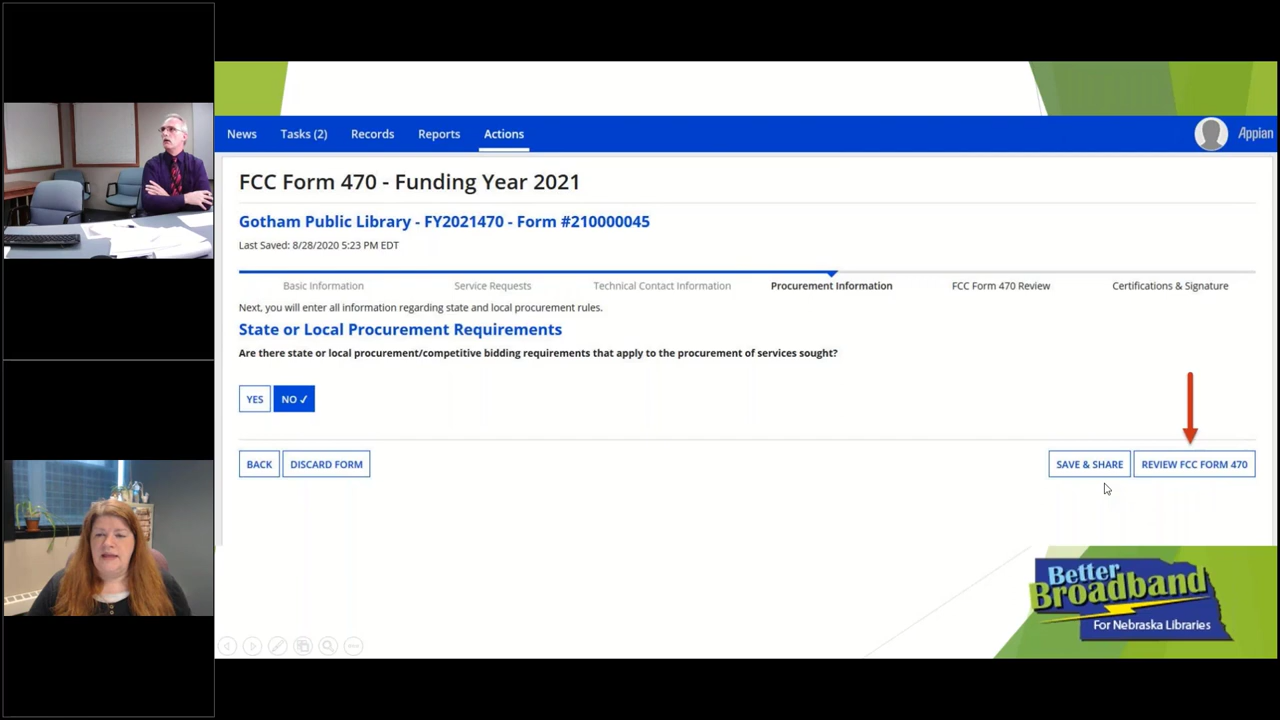 News Tasks (2) Records Reports Actions Appian
FCC Form 470 - Funding Year 2021
Gotham Public Library - FY2021470 - Form #210000045
Last Saved: 8/28/2020 5:23 PM EDT
Basic Information Service Requests Technical Contact Information Procurement Information FCC Form 470 Review Certifications & Signature
Next, you will enter all information regarding state and local procurement rules.
State or Local Procurement Requirements
Are there state or local procurement/competitive bidding requirements that apply to the procurement of services sought?
YES NO ✓
BACK DISCARD FORM SAVE & SHARE REVIEW FCC FORM 470
Better
Broadband
For Nebraska Libraries